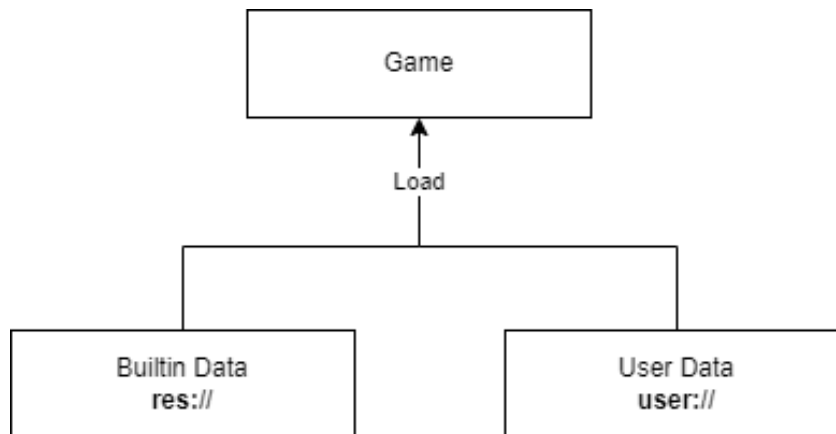 Game
Load
Builtin Data
res://
User Data
user://